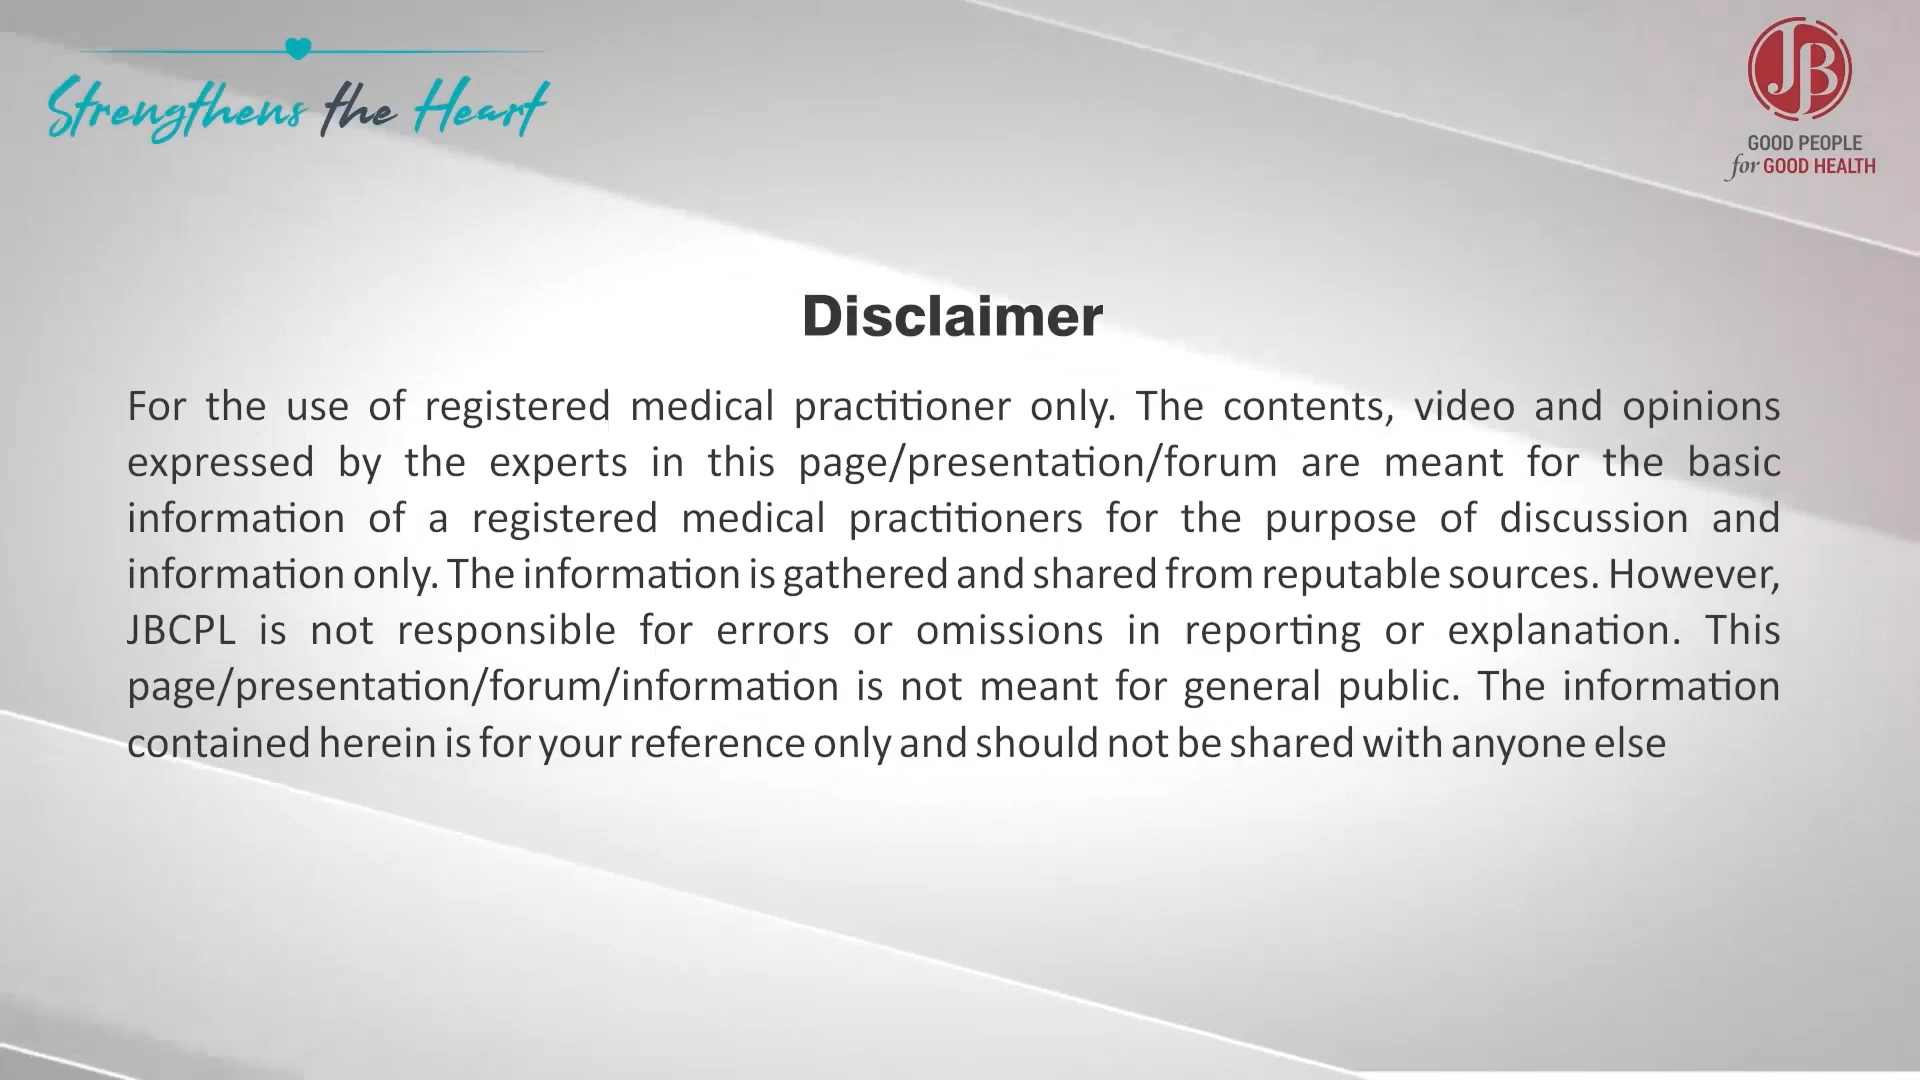 Strengthens the Heart
JB
GOOD PEOPLE
for GOOD HEALTH
Disclaimer
For the use of registered medical practitioner only. The contents, video and opinions
expressed by the experts in this page/presentation/forum are meant for the basic
information of a registered medical practitioners for the purpose of discussion and
information only. The information is gathered and shared from reputable sources. However,
JBCPL is not responsible for errors or omissions in reporting or explanation. This
page/presentation/forum/information is not meant for general public. The information
contained herein is for your reference only and should not be shared with anyone else